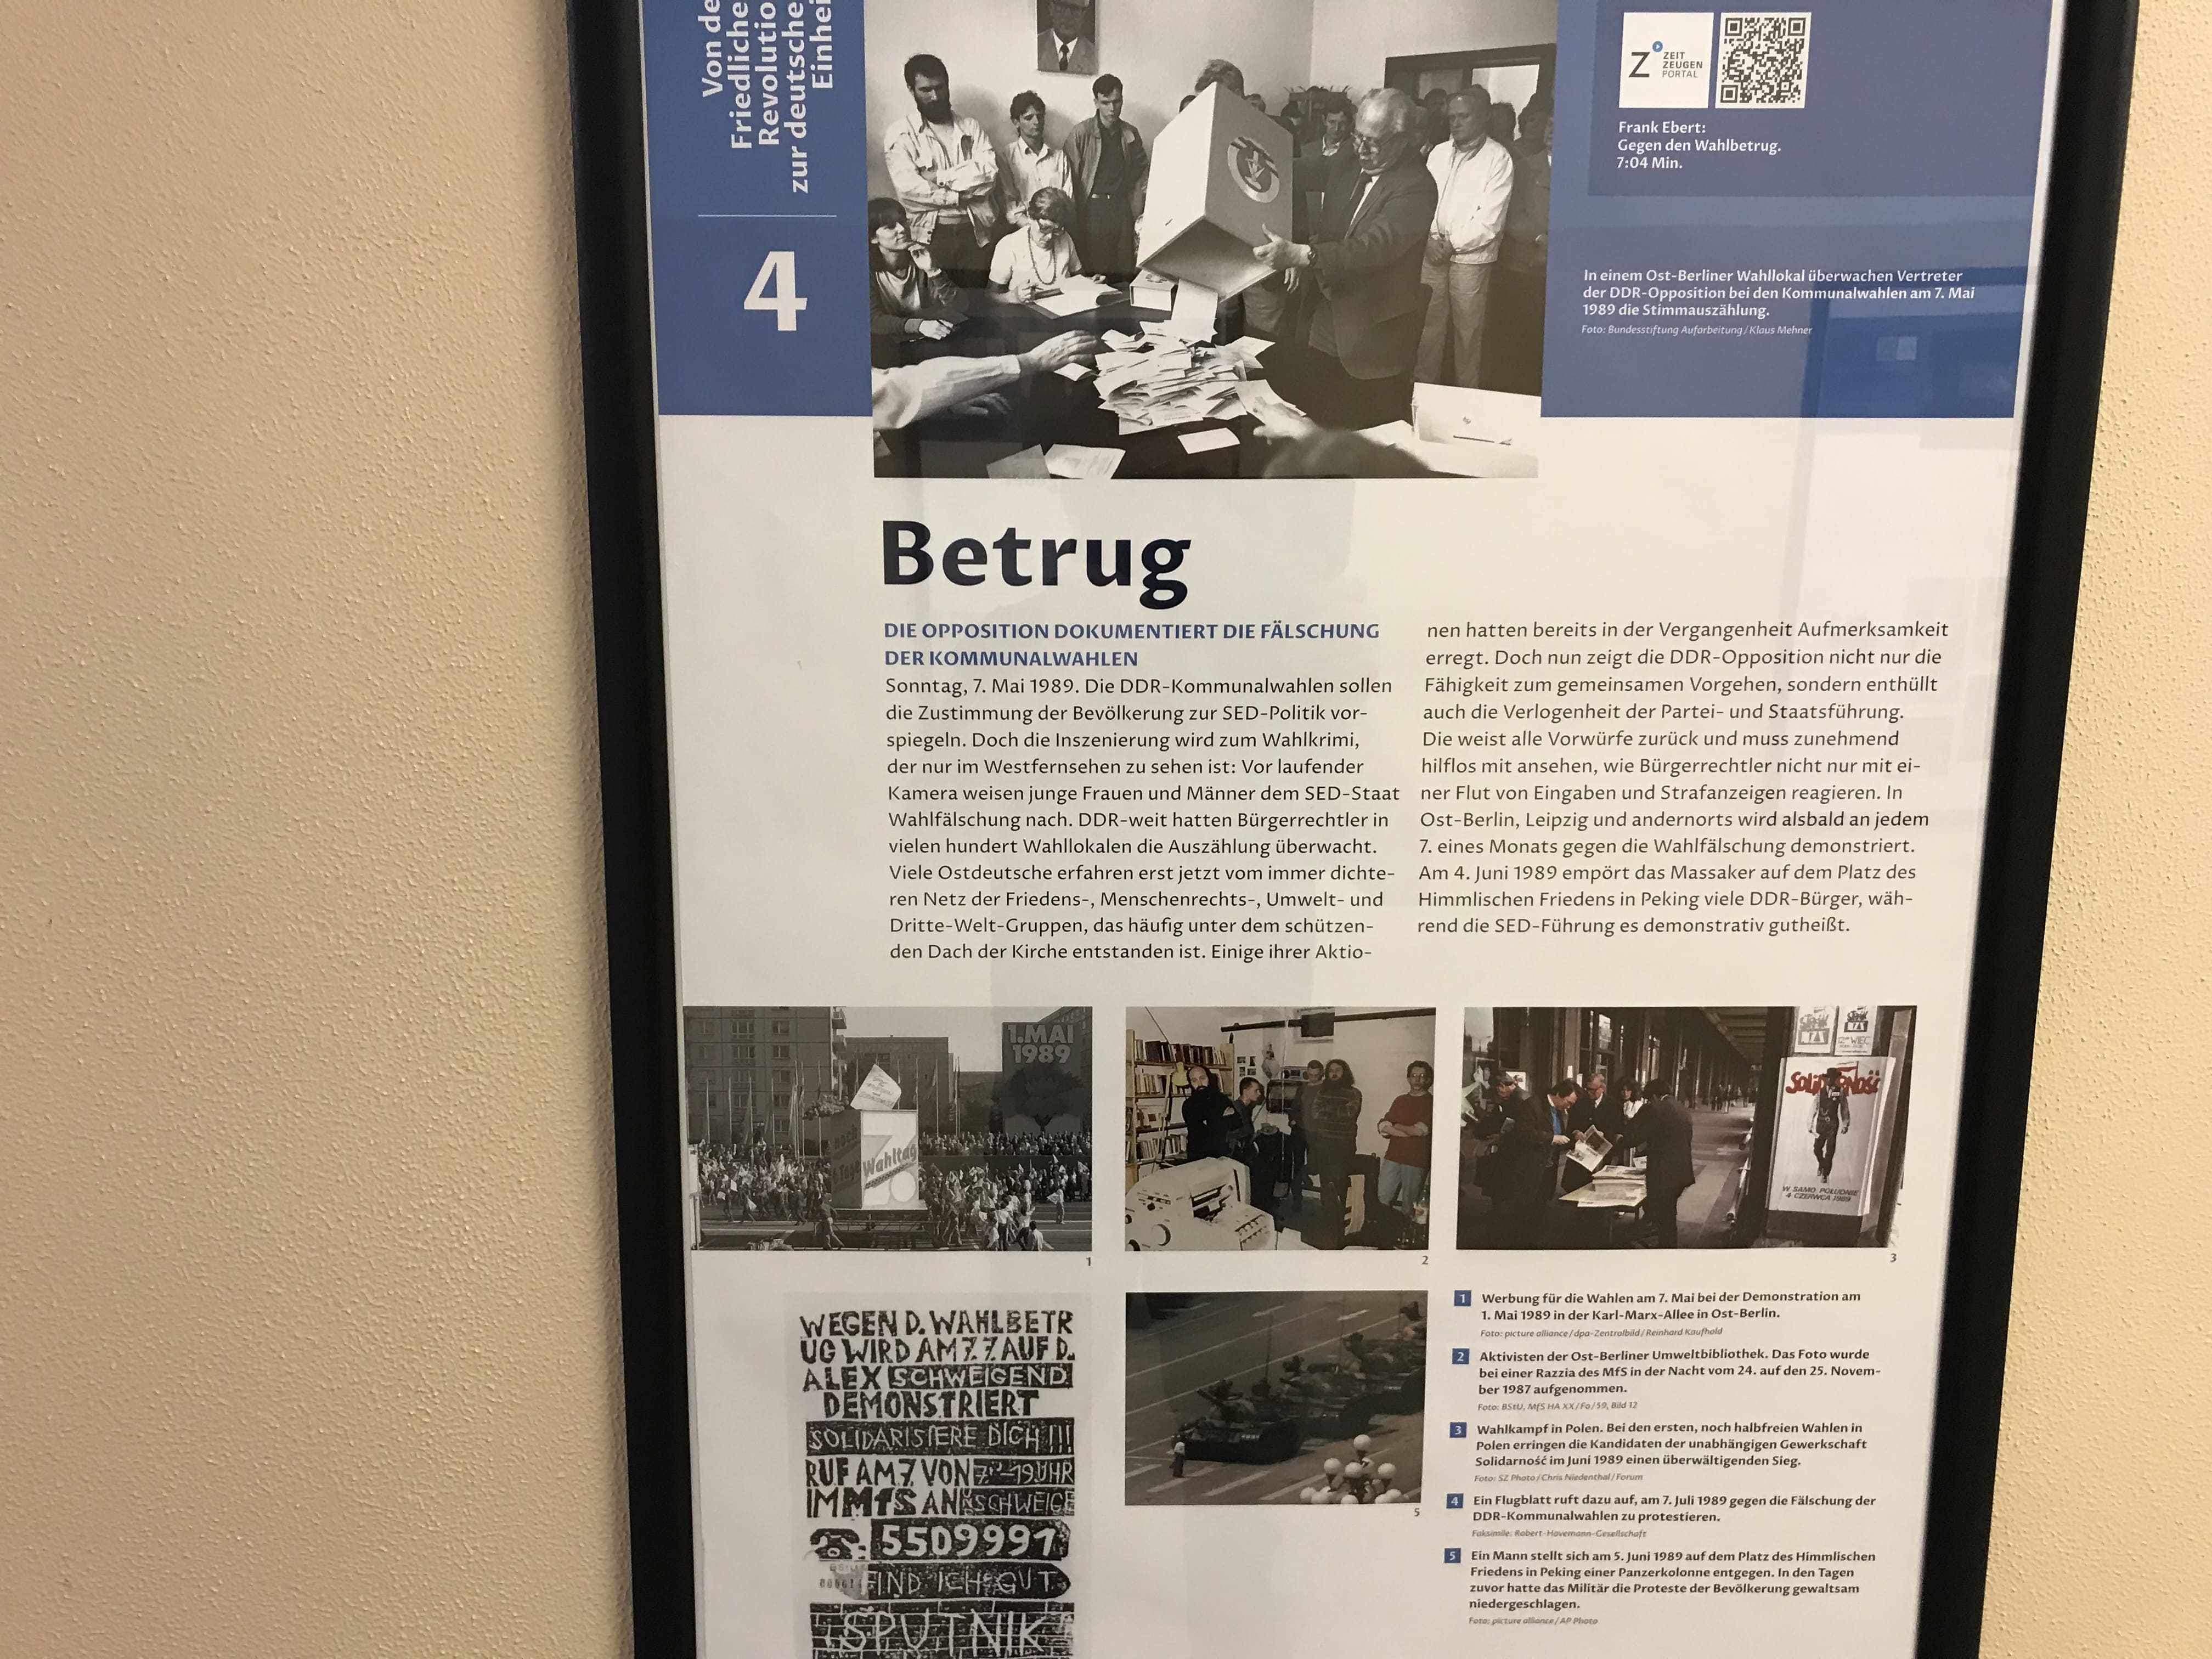 Von de
Friedliche
Revolutio
zur deutsche
Einhei
4
Z ZEIT
ZEUGEN
PORTAL
Frank Ebert:
Gegen den Wahlbetrug.
7:04 Min.
In einem Ost-Berliner Wahllokal überwachen Vertreter
der DDR-Opposition bei den Kommunalwahlen am 7. Mai
1989 die Stimmauszählung.
Foto: Bundesstiftung Aufarbeitung / Klaus Mehner
Betrug
DIE OPPOSITION DOKUMENTIERT DIE FÄLSCHUNG
DER KOMMUNALWAHLEN
Sonntag, 7. Mai 1989. Die DDR-Kommunalwahlen sollen
die Zustimmung der Bevölkerung zur SED-Politik vor-
spiegeln. Doch die Inszenierung wird zum Wahlkrimi,
der nur im Westfernsehen zu sehen ist: Vor laufender
Kamera weisen junge Frauen und Männer dem SED-Staat
Wahlfälschung nach. DDR-weit hatten Bürgerrechtler in
vielen hundert Wahllokalen die Auszählung überwacht.
Viele Ostdeutsche erfahren erst jetzt vom immer dichte-
ren Netz der Friedens-, Menschenrechts-, Umwelt- und
Dritte-Welt-Gruppen, das häufig unter dem schützen-
den Dach der Kirche entstanden ist. Einige ihrer Aktio-
nen hatten bereits in der Vergangenheit Aufmerksamkeit
erregt. Doch nun zeigt die DDR-Opposition nicht nur die
Fähigkeit zum gemeinsamen Vorgehen, sondern enthüllt
auch die Verlogenheit der Partei- und Staatsführung.
Die weist alle Vorwürfe zurück und muss zunehmend
hilflos mit ansehen, wie Bürgerrechtler nicht nur mit ei-
ner Flut von Eingaben und Strafanzeigen reagieren. In
Ost-Berlin, Leipzig und andernorts wird alsbald an jedem
7. eines Monats gegen die Wahlfälschung demonstriert.
Am 4. Juni 1989 empört das Massaker auf dem Platz des
Himmlischen Friedens in Peking viele DDR-Bürger, wäh-
rend die SED-Führung es demonstrativ gutheißt.
1.MAI
1989
noch
Tage
Wahltag
1
2
SOLIDARNOŚĆ
W SAMO POŁUDNIE
4 CZERWCA 1989
3
WEGEN D. WAHLBETR
UG WIRD AM 7.7. AUF D.
ALEX SCHWEIGEND
DEMONSTRIERT
SOLIDARISIERE DICH !!!
RUF AM 7 VON 7°°-19 UHR
IM MfS AN &SCHWEIGE
5509991
FIND ICH GUT
SPUTNIK
5
1 Werbung für die Wahlen am 7. Mai bei der Demonstration am
1. Mai 1989 in der Karl-Marx-Allee in Ost-Berlin.
Foto: picture alliance / dpa-Zentralbild / Reinhard Kaufhold
2 Aktivisten der Ost-Berliner Umweltbibliothek. Das Foto wurde
bei einer Razzia des MfS in der Nacht vom 24. auf den 25. Novem-
ber 1987 aufgenommen.
Foto: BStU, MfS HA XX / Fo / 59, Bild 12
3 Wahlkampf in Polen. Bei den ersten, noch halbfreien Wahlen in
Polen erringen die Kandidaten der unabhängigen Gewerkschaft
Solidarność im Juni 1989 einen überwältigenden Sieg.
Foto: SZ Photo / Chris Niedenthal / Forum
4 Ein Flugblatt ruft dazu auf, am 7. Juli 1989 gegen die Fälschung der
DDR-Kommunalwahlen zu protestieren.
Faksimile: Robert-Havemann-Gesellschaft
5 Ein Mann stellt sich am 5. Juni 1989 auf dem Platz des Himmlischen
Friedens in Peking einer Panzerkolonne entgegen. In den Tagen
zuvor hatte das Militär die Proteste der Bevölkerung gewaltsam
niedergeschlagen.
Foto: picture alliance / AP Photo